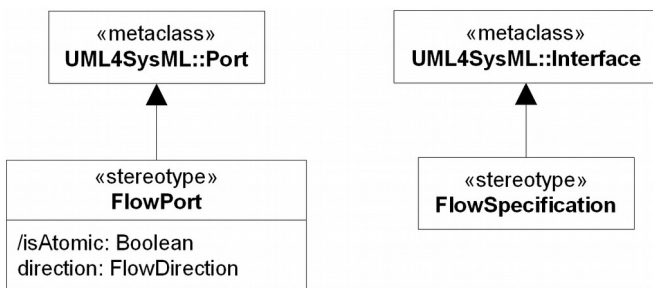 «metaclass»
UML4SysML::Port
«stereotype»
FlowPort
/isAtomic: Boolean
direction: FlowDirection
«metaclass»
UML4SysML::Interface
«stereotype»
FlowSpecification